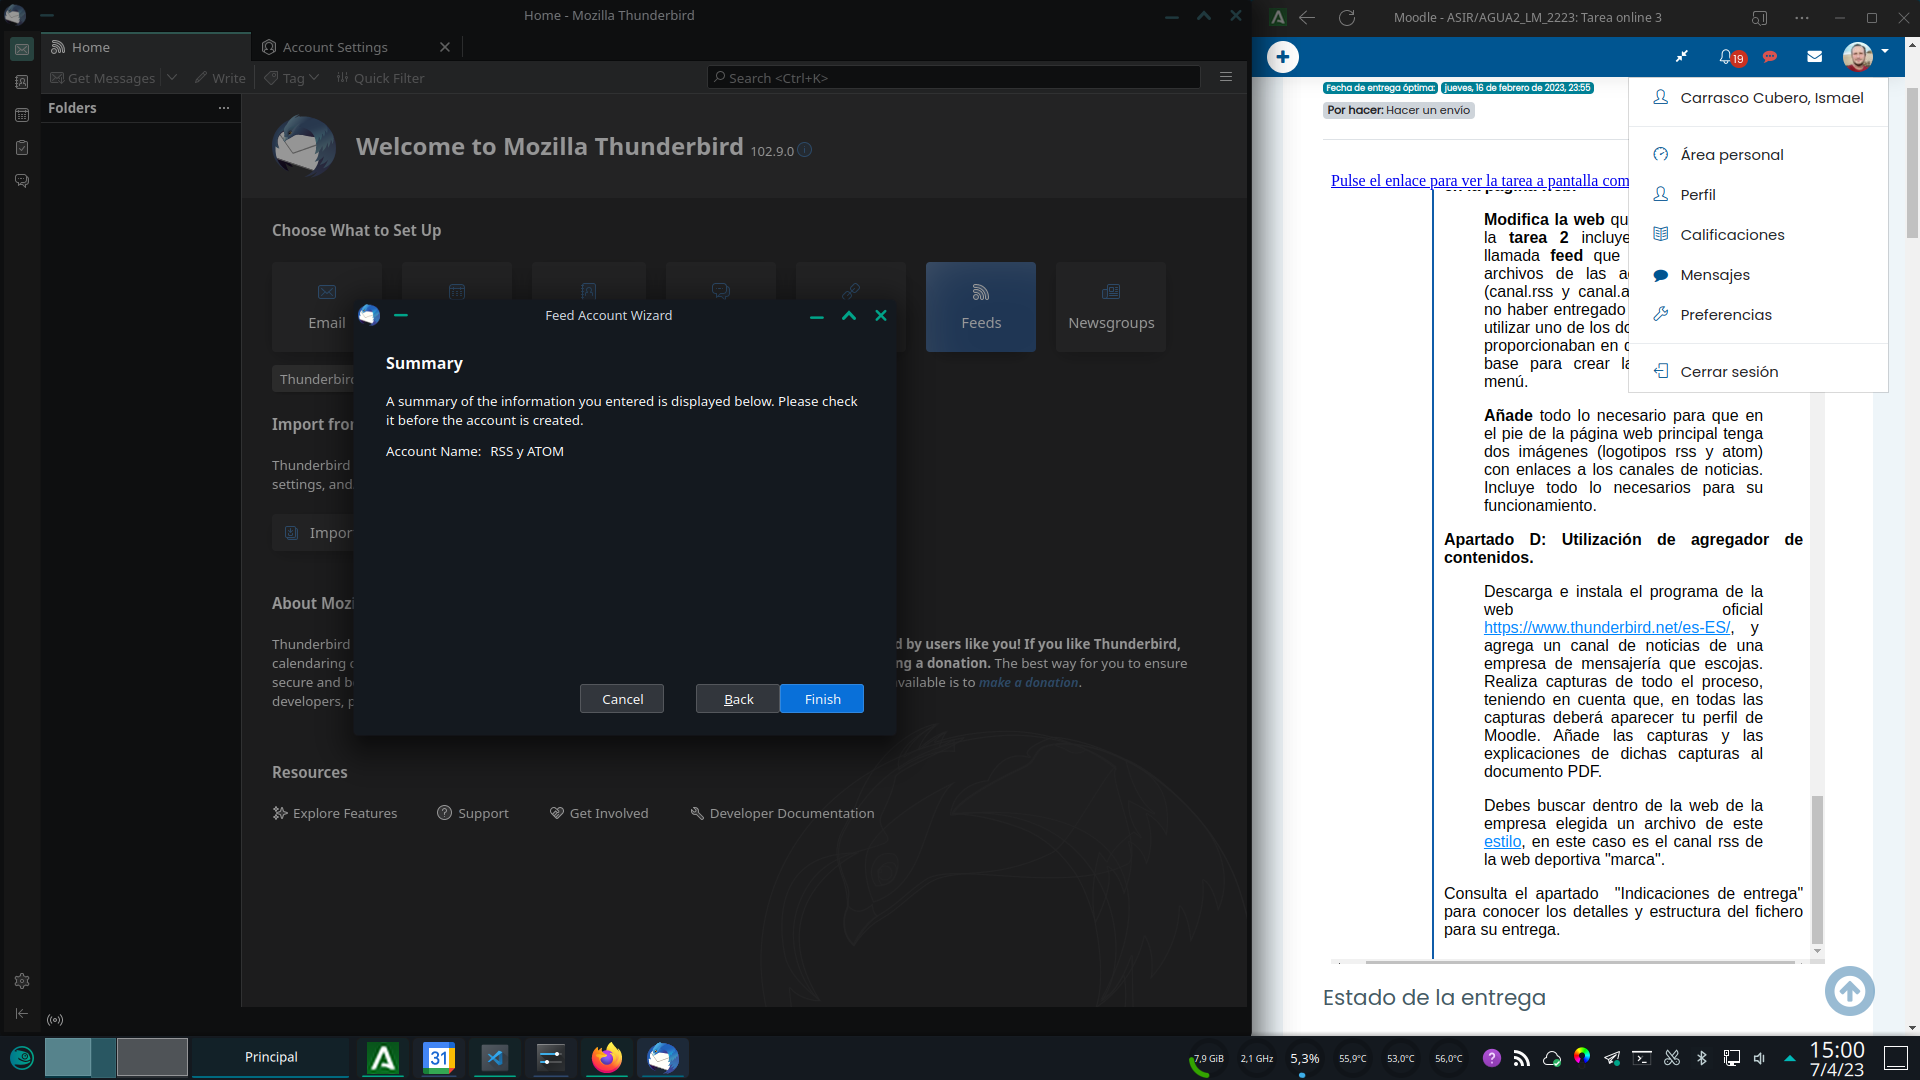 Home - Mozilla Thunderbird
Home
Account Settings
Get Messages
Write
Tag
Quick Filter
Search <Ctrl+K>
Folders
Welcome to Mozilla Thunderbird 102.9.0
Choose What to Set Up
Email
Feeds
Newsgroups
Thunderbird
Import from
Thunderbird
settings, and
Import
About Mozi
Thunderbird
d by users like you! If you like Thunderbird,
calendaring
ng a donation. The best way for you to ensure
secure and b
vailable is to make a donation.
developers, p
Resources
Explore Features
Support
Get Involved
Developer Documentation
Feed Account Wizard
Summary
A summary of the information you entered is displayed below. Please check
it before the account is created.
Account Name: RSS y ATOM
Cancel
Back
Finish
Moodle - ASIR/AGUA2_LM_2223: Tarea online 3
19
Fecha de entrega óptima: jueves, 16 de febrero de 2023, 23:55
Por hacer: Hacer un envío
Pulse el enlace para ver la tarea a pantalla com
Carrasco Cubero, Ismael
Área personal
Perfil
Calificaciones
Mensajes
Preferencias
Cerrar sesión
Modifica la web qu
la tarea 2 incluye
llamada feed que
archivos de las a
(canal.rss y canal.a
no haber entregado
utilizar uno de los do
proporcionaban en d
base para crear la
menú.
Añade todo lo necesario para que en
el pie de la página web principal tenga
dos imágenes (logotipos rss y atom)
con enlaces a los canales de noticias.
Incluye todo lo necesarios para su
funcionamiento.
Apartado D: Utilización de agregador de
contenidos.
Descarga e instala el programa de la
web oficial
https://www.thunderbird.net/es-ES/, y
agrega un canal de noticias de una
empresa de mensajería que escojas.
Realiza capturas de todo el proceso,
teniendo en cuenta que, en todas las
capturas deberá aparecer tu perfil de
Moodle. Añade las capturas y las
explicaciones de dichas capturas al
documento PDF.
Debes buscar dentro de la web de la
empresa elegida un archivo de este
estilo, en este caso es el canal rss de
la web deportiva "marca".
Consulta el apartado "Indicaciones de entrega"
para conocer los detalles y estructura del fichero
para su entrega.
Estado de la entrega
Principal
31
7,9 GiB
2,1 GHz
5,3%
55,9°C
53,0°C
56,0°C
15:00
7/4/23